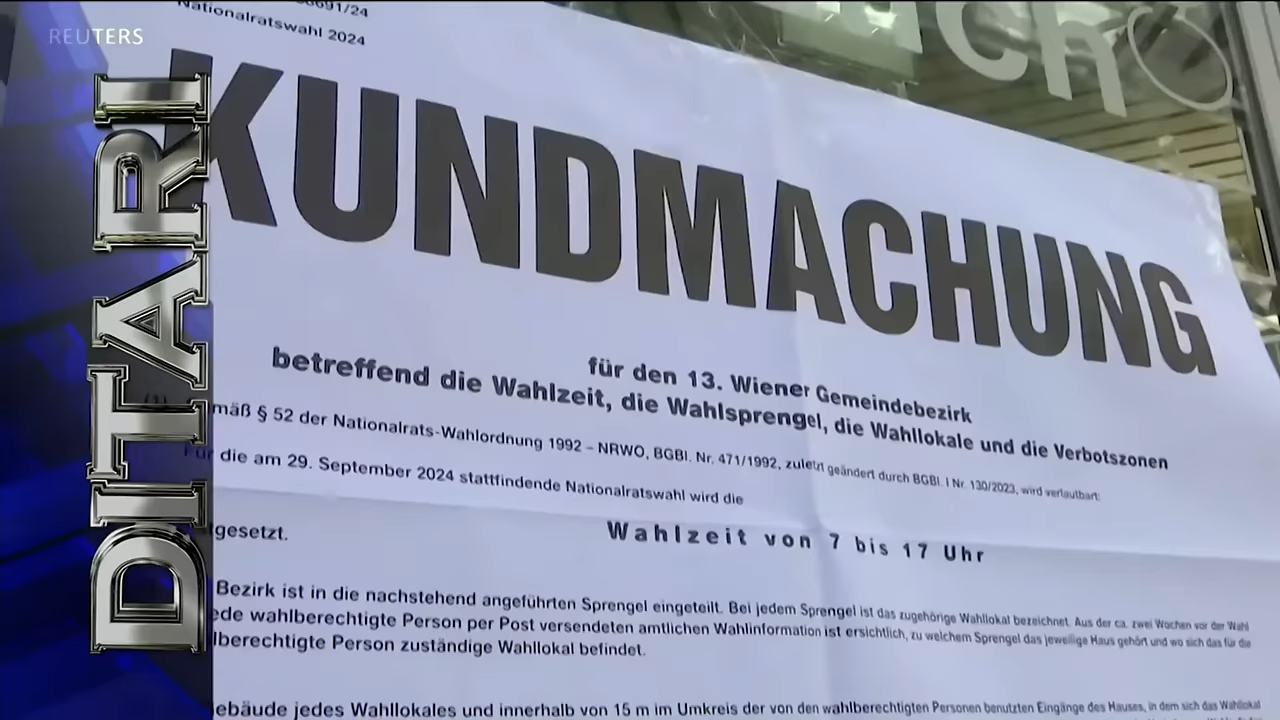 REUTERS
DITARI
691/24
Nationalratswahl 2024
KUNDMACHUNG
für den 13. Wiener Gemeindebezirk
betreffend die Wahlzeit, die Wahlsprengel, die Wahllokale und die Verbotszonen
mäß § 52 der Nationalrats-Wahlordnung 1992 – NRWO, BGBl. Nr. 471/1992, zuletzt geändert durch BGBl. I Nr. 130/2023, wird verlautbart:
Für die am 29. September 2024 stattfindende Nationalratswahl wird die
Wahlzeit von 7 bis 17 Uhr
gesetzt.
Bezirk ist in die nachstehend angeführten Sprengel eingeteilt. Bei jedem Sprengel ist das zugehörige Wahllokal bezeichnet. Aus der ca. zwei Wochen vor der Wahl
ede wahlberechtigte Person per Post versendeten amtlichen Wahlinformation ist ersichtlich, zu welchem Sprengel das jeweilige Haus gehört und wo sich das für die
lberechtigte Person zuständige Wahllokal befindet.
ebäude jedes Wahllokales und innerhalb von 15 m im Umkreis der von den wahlberechtigten Personen benutzten Eingänge des Hauses, in dem sich das Wahllokal